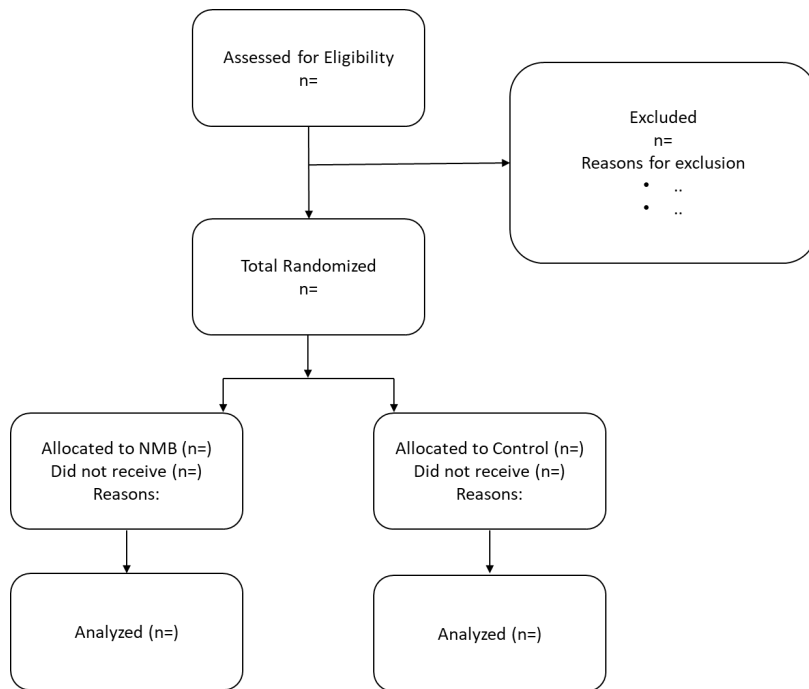 Assessed for Eligibility
n=
Excluded
n=
Reasons for exclusion
• ..
• ..
Total Randomized
n=
Allocated to NMB (n=)
Did not receive (n=)
Reasons:
Allocated to Control (n=)
Did not receive (n=)
Reasons:
Analyzed (n=)
Analyzed (n=)